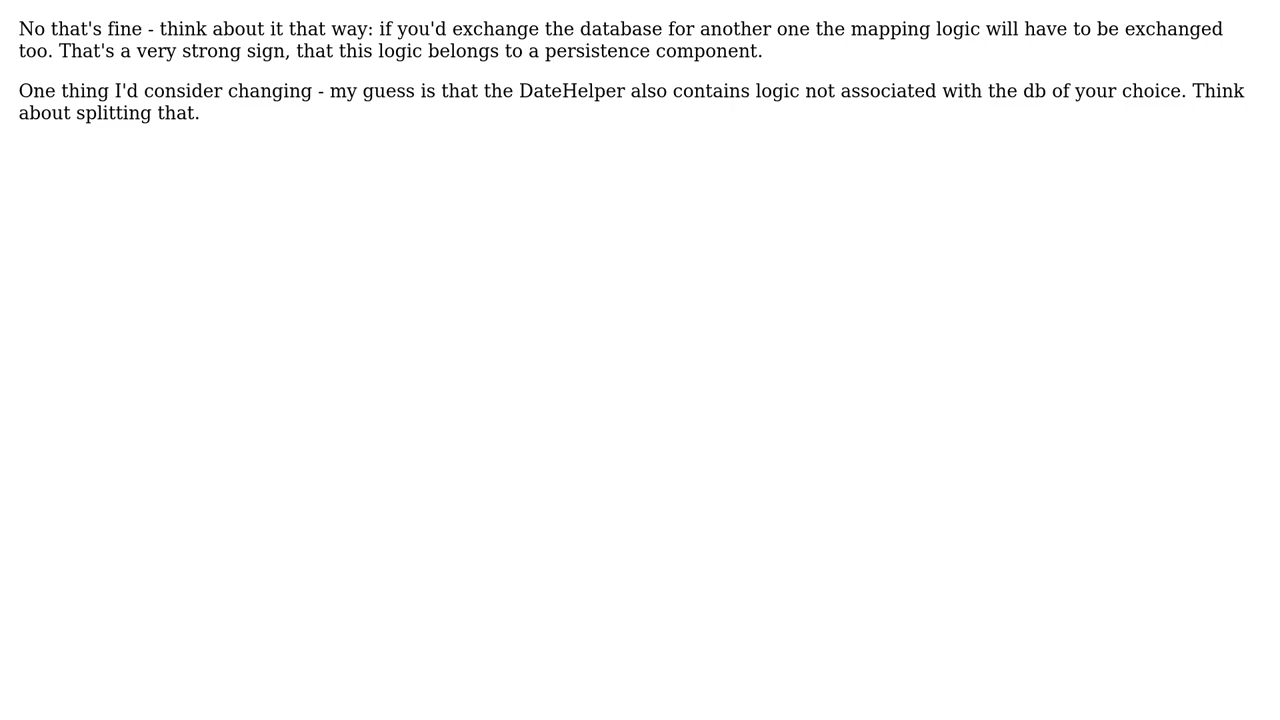 No that's fine - think about it that way: if you'd exchange the database for another one the mapping logic will have to be exchanged
too. That's a very strong sign, that this logic belongs to a persistence component.
One thing I'd consider changing - my guess is that the DateHelper also contains logic not associated with the db of your choice. Think
about splitting that.